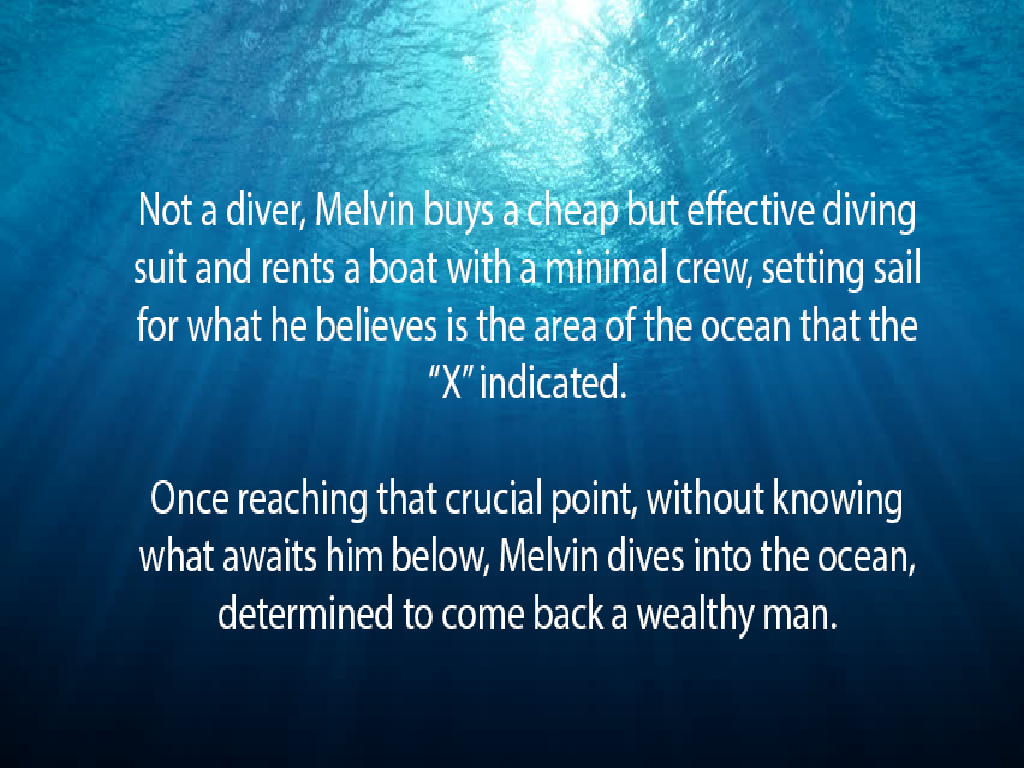 Not a diver, Melvin buys a cheap but effective diving
suit and rents a boat with a minimal crew, setting sail
for what he believes is the area of the ocean that the
“X” indicated.
Once reaching that crucial point, without knowing
what awaits him below, Melvin dives into the ocean,
determined to come back a wealthy man.